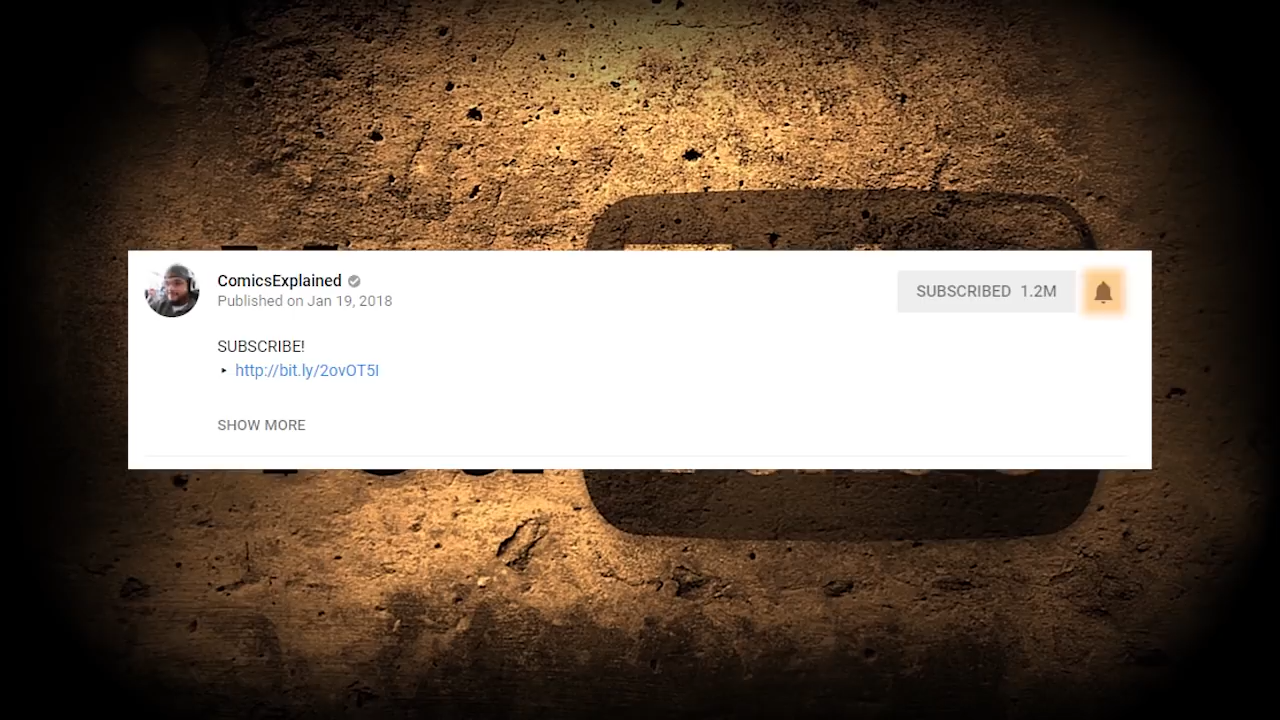 ComicsExplained
Published on Jan 19, 2018
SUBSCRIBED 1.2M
SUBSCRIBE!
‣ http://bit.ly/2ovOT5I
SHOW MORE